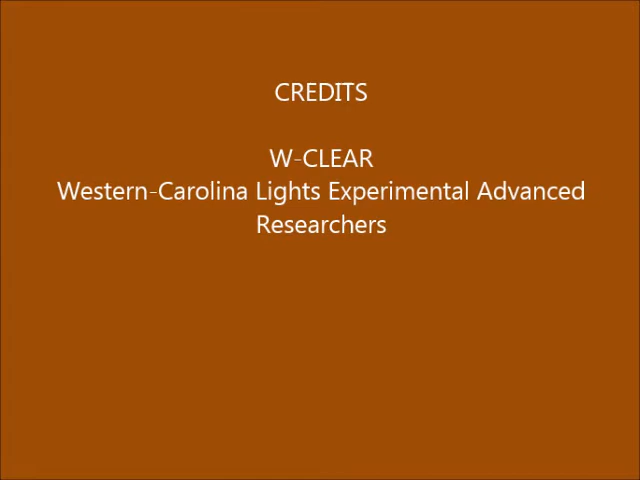 CREDITS
W-CLEAR
Western-Carolina Lights Experimental Advanced
Researchers